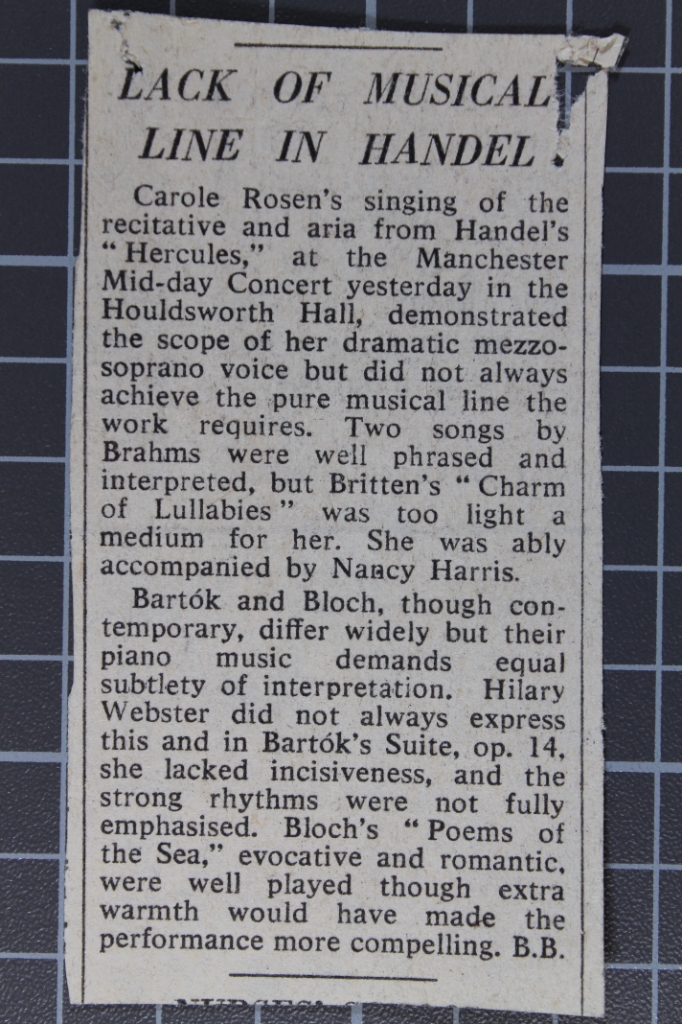 LACK OF MUSICAL
LINE IN HANDEL
Carole Rosen's singing of the
recitative and aria from Handel's
“ Hercules,” at the Manchester
Mid-day Concert yesterday in the
Houldsworth Hall, demonstrated
the scope of her dramatic mezzo-
soprano voice but did not always
achieve the pure musical line the
work requires. Two songs by
Brahms were well phrased and
interpreted, but Britten's “ Charm
of Lullabies ” was too light a
medium for her. She was ably
accompanied by Nancy Harris.
Bartók and Bloch, though con-
temporary, differ widely but their
piano music demands equal
subtlety of interpretation. Hilary
Webster did not always express
this and in Bartók's Suite, op. 14,
she lacked incisiveness, and the
strong rhythms were not fully
emphasised. Bloch's “ Poems of
the Sea,” evocative and romantic,
were well played though extra
warmth would have made the
performance more compelling. B.B.